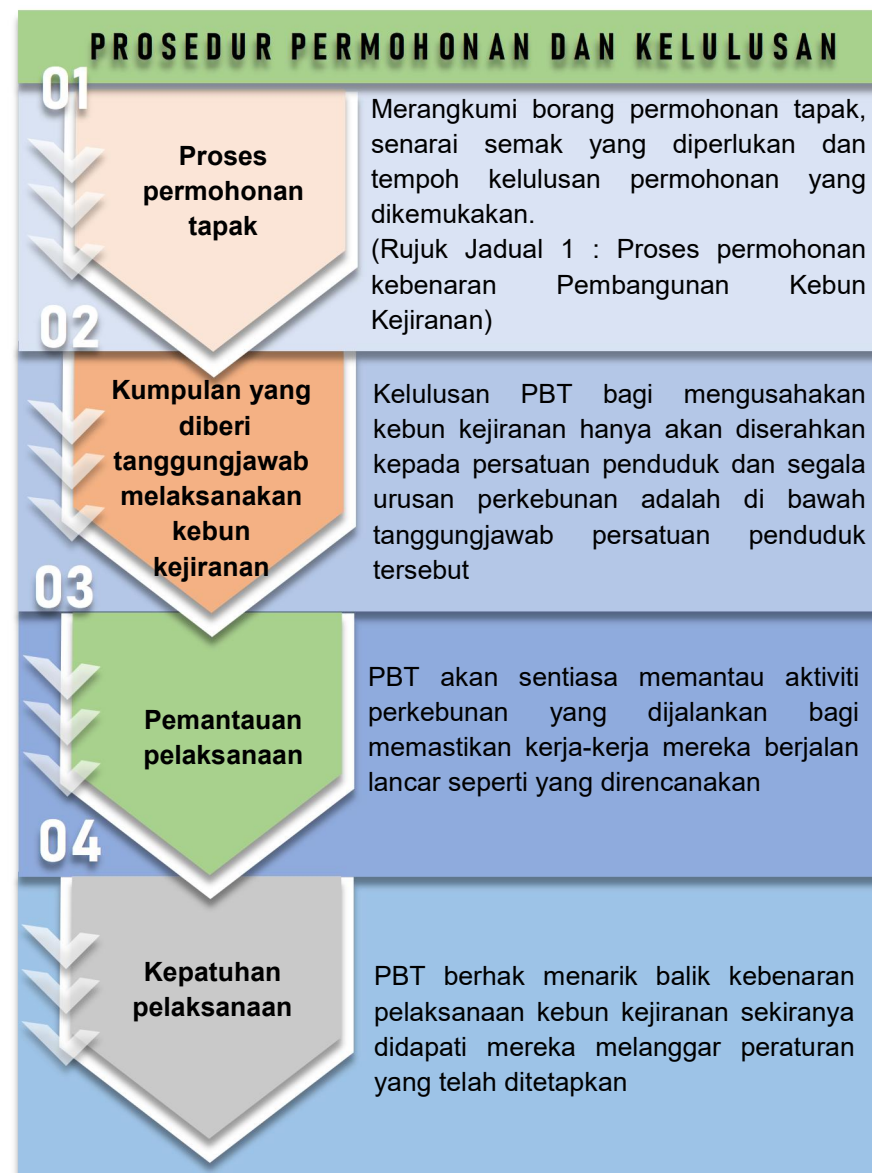 PROSEDUR PERMOHONAN DAN KELULUSAN
01
Proses
permohonan
tapak
Merangkumi borang permohonan tapak,
senarai semak yang diperlukan dan
tempoh kelulusan permohonan yang
dikemukakan.
(Rujuk Jadual 1 : Proses permohonan
kebenaran Pembangunan Kebun
Kejiranan)
02
Kumpulan yang
diberi
tanggungjawab
melaksanakan
kebun
kejiranan
Kelulusan PBT bagi mengusahakan
kebun kejiranan hanya akan diserahkan
kepada persatuan penduduk dan segala
urusan perkebunan adalah di bawah
tanggungjawab persatuan penduduk
tersebut
03
Pemantauan
pelaksanaan
PBT akan sentiasa memantau aktiviti
perkebunan yang dijalankan bagi
memastikan kerja-kerja mereka berjalan
lancar seperti yang direncanakan
04
Kepatuhan
pelaksanaan
PBT berhak menarik balik kebenaran
pelaksanaan kebun kejiranan sekiranya
didapati mereka melanggar peraturan
yang telah ditetapkan